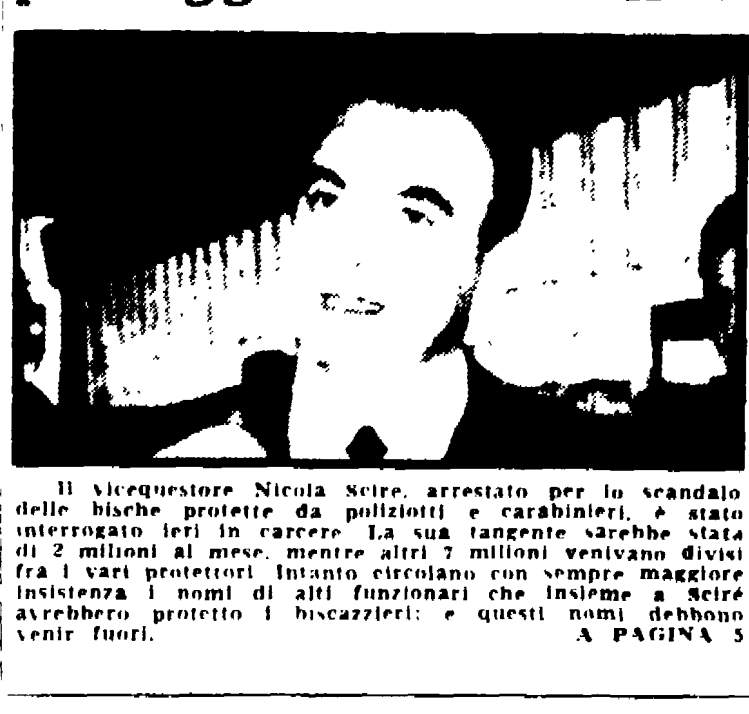 Il vicequestore Nicola Scire, arrestato per lo scandalo
delle bische protette da poliziotti e carabinieri, è stato
interrogato ieri in carcere La sua tangente sarebbe stata
di 2 milioni al mese, mentre altri 7 milioni venivano divisi
fra i vari protettori Intanto circolano con sempre maggiore
insistenza i nomi di alti funzionari che insieme a Sciré
avrebbero protetto i biscazzieri; e questi nomi debbono
venir fuori. A PAGINA 5